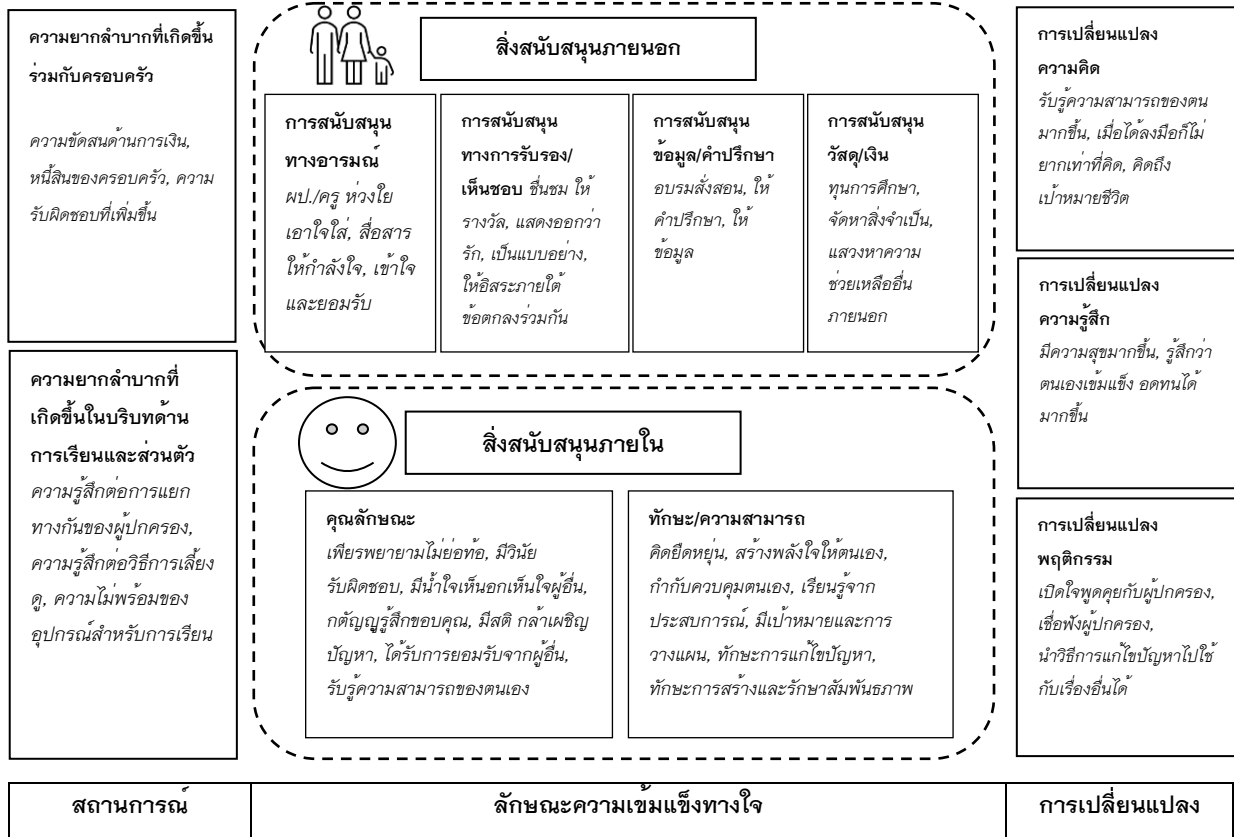 ความยากลำบากที่เกิดขึ้น
ร่วมกับครอบครัว
ความขัดสนด้านการเงิน,
หนี้สินของครอบครัว, ความ
รับผิดชอบที่เพิ่มขึ้น
ความยากลำบากที่
เกิดขึ้นในบริบทด้าน
การเรียนและส่วนตัว
ความรู้สึกต่อการแยก
ทางกันของผู้ปกครอง,
ความรู้สึกต่อวิธีการเลี้ยง
ดู, ความไม่พร้อมของ
อุปกรณ์สำหรับการเรียน
สิ่งสนับสนุนภายนอก
การสนับสนุน
ทางอารมณ์
ผป./ครู ห่วงใย
เอาใจใส่, สื่อสาร
ให้กำลังใจ, เข้าใจ
และยอมรับ
การสนับสนุน
ทางการรับรอง/
เห็นชอบ ชื่นชม ให้
รางวัล, แสดงออกว่า
รัก, เป็นแบบอย่าง,
ให้อิสระภายใต้
ข้อตกลงร่วมกัน
การสนับสนุน
ข้อมูล/คำปรึกษา
อบรมสั่งสอน, ให้
คำปรึกษา, ให้
ข้อมูล
การสนับสนุน
วัสดุ/เงิน
ทุนการศึกษา,
จัดหาสิ่งจำเป็น,
แสวงหาความ
ช่วยเหลืออื่น
ภายนอก
สิ่งสนับสนุนภายใน
คุณลักษณะ
เพียรพยายามไม่ย่อท้อ, มีวินัย
รับผิดชอบ, มีน้ำใจเห็นอกเห็นใจผู้อื่น,
กตัญญูรู้สึกขอบคุณ, มีสติ กล้าเผชิญ
ปัญหา, ได้รับการยอมรับจากผู้อื่น,
รับรู้ความสามารถของตนเอง
ทักษะ/ความสามารถ
คิดยืดหยุ่น, สร้างพลังใจให้ตนเอง,
กำกับควบคุมตนเอง, เรียนรู้จาก
ประสบการณ์, มีเป้าหมายและการ
วางแผน, ทักษะการแก้ไขปัญหา,
ทักษะการสร้างและรักษาสัมพันธภาพ
การเปลี่ยนแปลง
ความคิด
รับรู้ความสามารถของตน
มากขึ้น, เมื่อได้ลงมือก็ไม่
ยากเท่าที่คิด, คิดถึง
เป้าหมายชีวิต
การเปลี่ยนแปลง
ความรู้สึก
มีความสุขมากขึ้น, รู้สึกว่า
ตนเองเข้มแข็ง อดทนได้
มากขึ้น
การเปลี่ยนแปลง
พฤติกรรม
เปิดใจพูดคุยกับผู้ปกครอง,
เชื่อฟังผู้ปกครอง,
นำวิธีการแก้ไขปัญหาไปใช้
กับเรื่องอื่นได้
สถานการณ์
ลักษณะความเข้มแข็งทางใจ
การเปลี่ยนแปลง